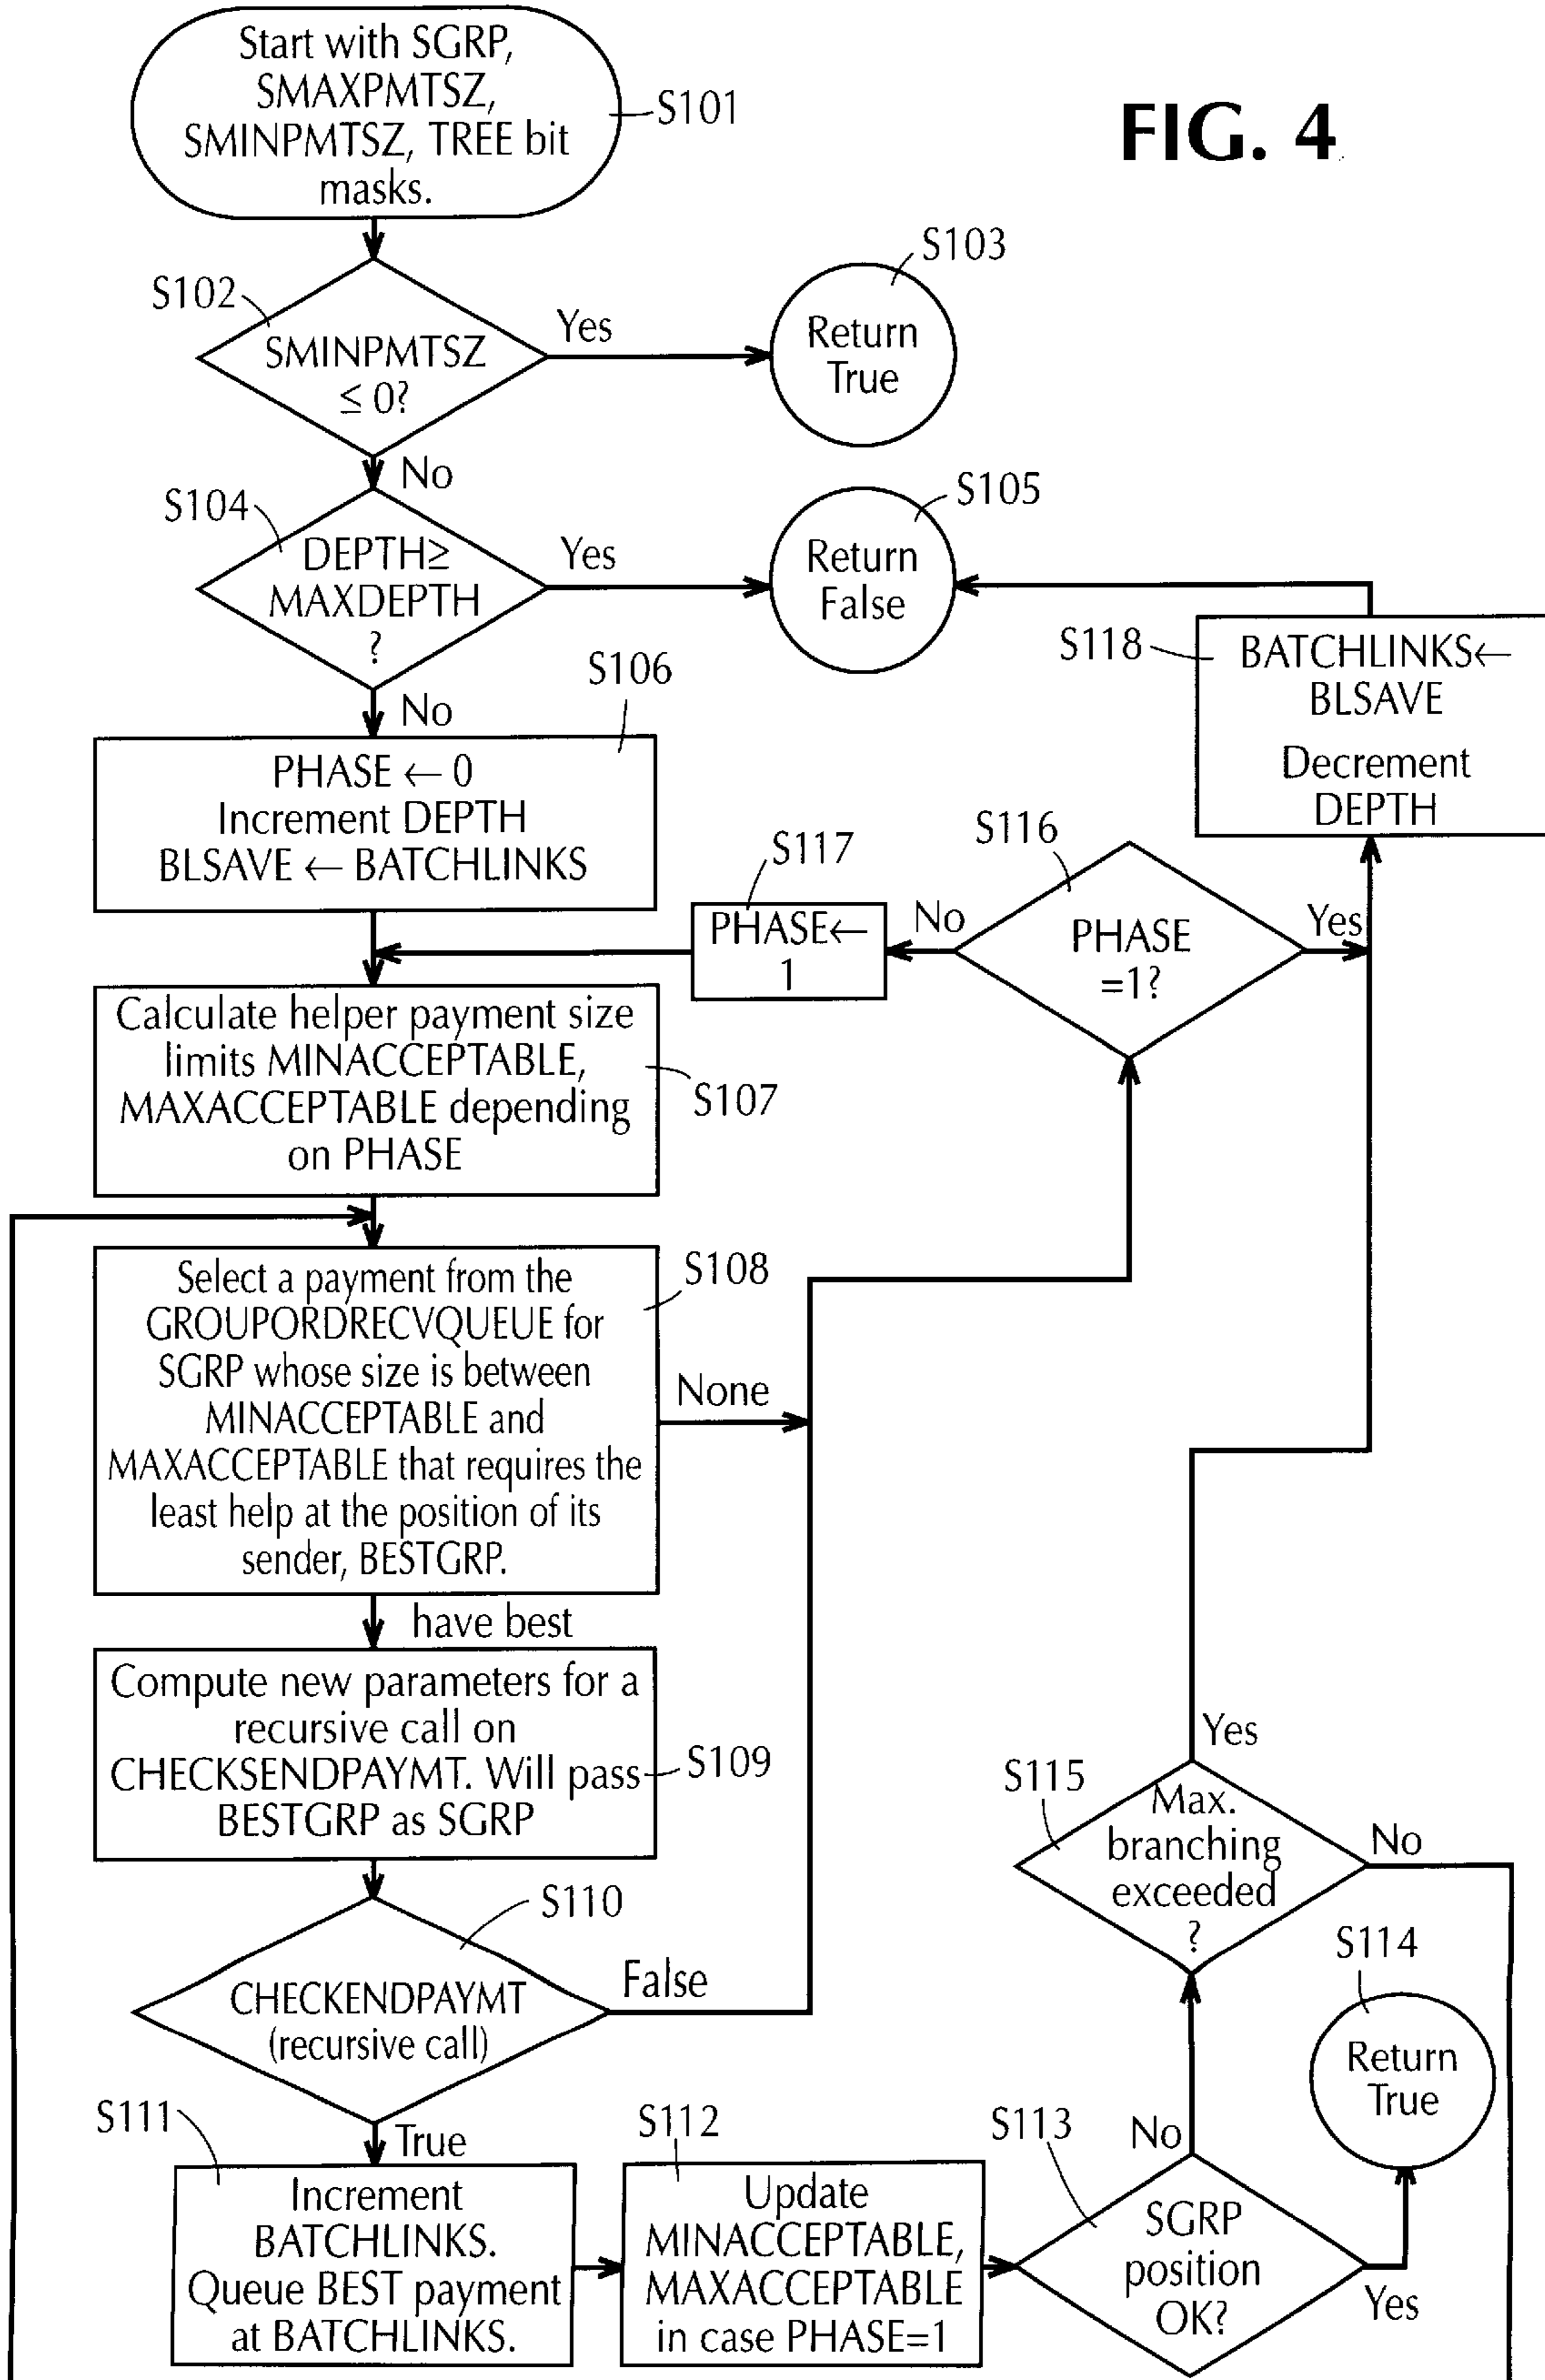 Start with SGRP,
SMAXPMTSZ,
SMINPMTSZ, TREE bit
masks.
S101
FIG. 4
S102
SMINPMTSZ
≤ 0?
Yes
S103
Return
True
No
S104
DEPTH≥
MAXDEPTH
?
Yes
S105
Return
False
No
S106
PHASE ← 0
Increment DEPTH
BLSAVE ← BATCHLINKS
S118
BATCHLINKS←
BLSAVE
Decrement
DEPTH
S117
PHASE←
1
No
S116
PHASE
=1?
Yes
Calculate helper payment size
limits MINACCEPTABLE,
MAXACCEPTABLE depending
on PHASE
S107
Select a payment from the
GROUPORDRECVQUEUE for
SGRP whose size is between
MINACCEPTABLE and
MAXACCEPTABLE that requires the
least help at the position of its
sender, BESTGRP.
S108
None
have best
Compute new parameters for a
recursive call on
CHECKSENDPAYMT. Will pass
BESTGRP as SGRP
S109
S110
CHECKENDPAYMT
(recursive call)
False
True
S111
Increment
BATCHLINKS.
Queue BEST payment
at BATCHLINKS.
S112
Update
MINACCEPTABLE,
MAXACCEPTABLE
in case PHASE=1
S113
SGRP
position
OK?
Yes
No
S114
Return
True
S115
Max.
branching
exceeded
?
Yes
No